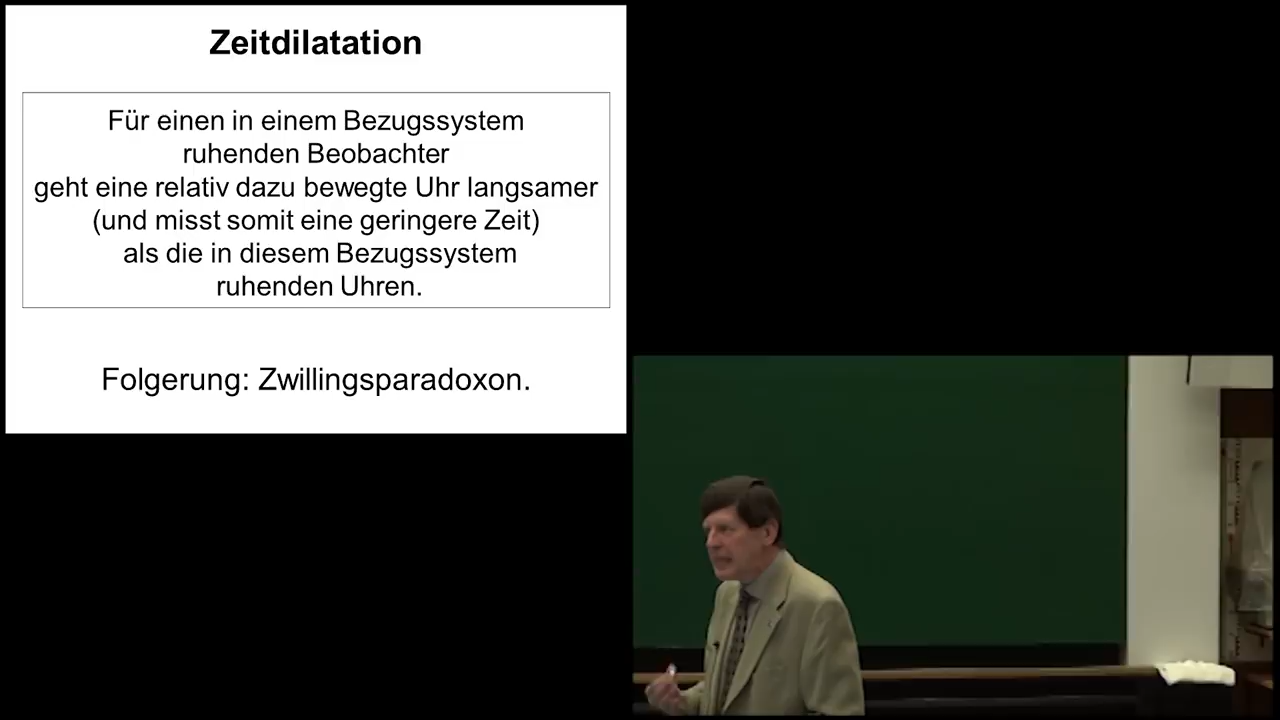 Zeitdilatation
Für einen in einem Bezugssystem
ruhenden Beobachter
geht eine relativ dazu bewegte Uhr langsamer
(und misst somit eine geringere Zeit)
als die in diesem Bezugssystem
ruhenden Uhren.
Folgerung: Zwillingsparadoxon.